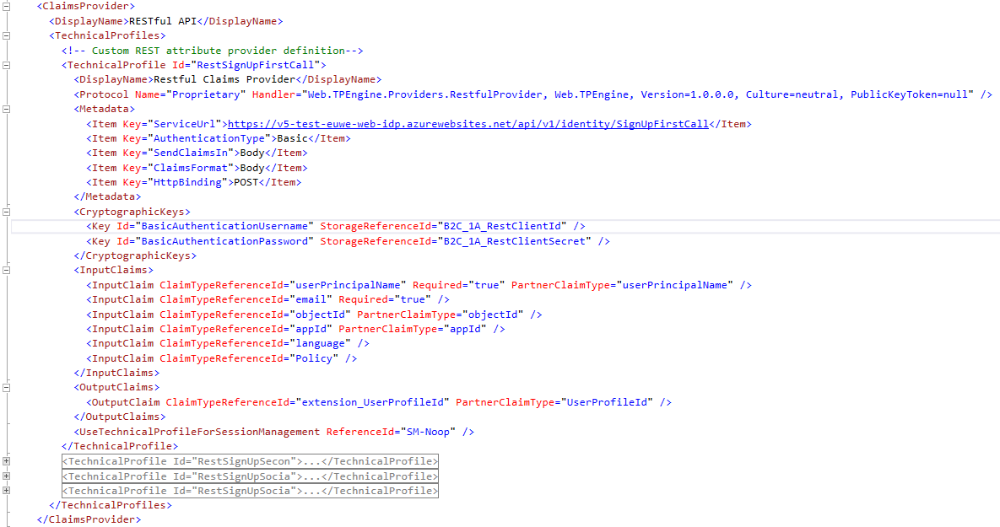 <ClaimsProvider>
<DisplayName>RESTful API</DisplayName>
<TechnicalProfiles>
<!-- Custom REST attribute provider definition-->
<TechnicalProfile Id="RestSignUpFirstCall">
<DisplayName>Restful Claims Provider</DisplayName>
<Protocol Name="Proprietary" Handler="Web.TPEngine.Providers.RestfulProvider, Web.TPEngine, Version=1.0.0.0, Culture=neutral, PublicKeyToken=null" />
<Metadata>
<Item Key="ServiceUrl">https://v5-test-euwe-web-idp.azurewebsites.net/api/v1/identity/SignUpFirstCall</Item>
<Item Key="AuthenticationType">Basic</Item>
<Item Key="SendClaimsIn">Body</Item>
<Item Key="ClaimsFormat">Body</Item>
<Item Key="HttpBinding">POST</Item>
</Metadata>
<CryptographicKeys>
<Key Id="BasicAuthenticationUsername" StorageReferenceId="B2C_1A_RestClientId" />
<Key Id="BasicAuthenticationPassword" StorageReferenceId="B2C_1A_RestClientSecret" />
</CryptographicKeys>
<InputClaims>
<InputClaim ClaimTypeReferenceId="userPrincipalName" Required="true" PartnerClaimType="userPrincipalName" />
<InputClaim ClaimTypeReferenceId="email" Required="true" />
<InputClaim ClaimTypeReferenceId="objectId" PartnerClaimType="objectId" />
<InputClaim ClaimTypeReferenceId="appId" PartnerClaimType="appId" />
<InputClaim ClaimTypeReferenceId="language" />
<InputClaim ClaimTypeReferenceId="Policy" />
</InputClaims>
<OutputClaims>
<OutputClaim ClaimTypeReferenceId="extension_UserProfileId" PartnerClaimType="UserProfileId" />
</OutputClaims>
<UseTechnicalProfileForSessionManagement ReferenceId="SM-Noop" />
</TechnicalProfile>
<TechnicalProfile Id="RestSignUpSecon">...</TechnicalProfile>
<TechnicalProfile Id="RestSignUpSocia">...</TechnicalProfile>
<TechnicalProfile Id="RestSignUpSocia">...</TechnicalProfile>
</TechnicalProfiles>
</ClaimsProvider>